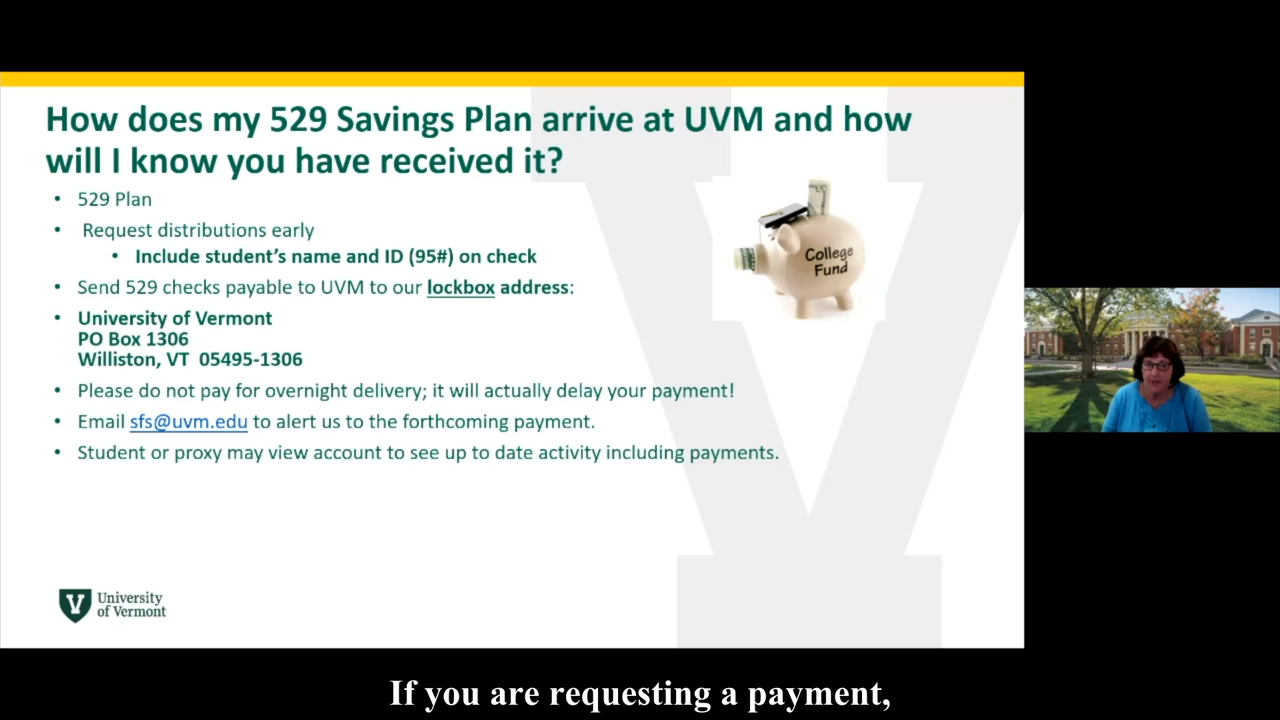 How does my 529 Savings Plan arrive at UVM and how
will I know you have received it?
• 529 Plan
• Request distributions early
• Include student's name and ID (95#) on check
• Send 529 checks payable to UVM to our lockbox address:
• University of Vermont
PO Box 1306
Williston, VT 05495-1306
• Please do not pay for overnight delivery; it will actually delay your payment!
• Email sfs@uvm.edu to alert us to the forthcoming payment.
• Student or proxy may view account to see up to date activity including payments.
College
Fund
V University
of Vermont
If you are requesting a payment,